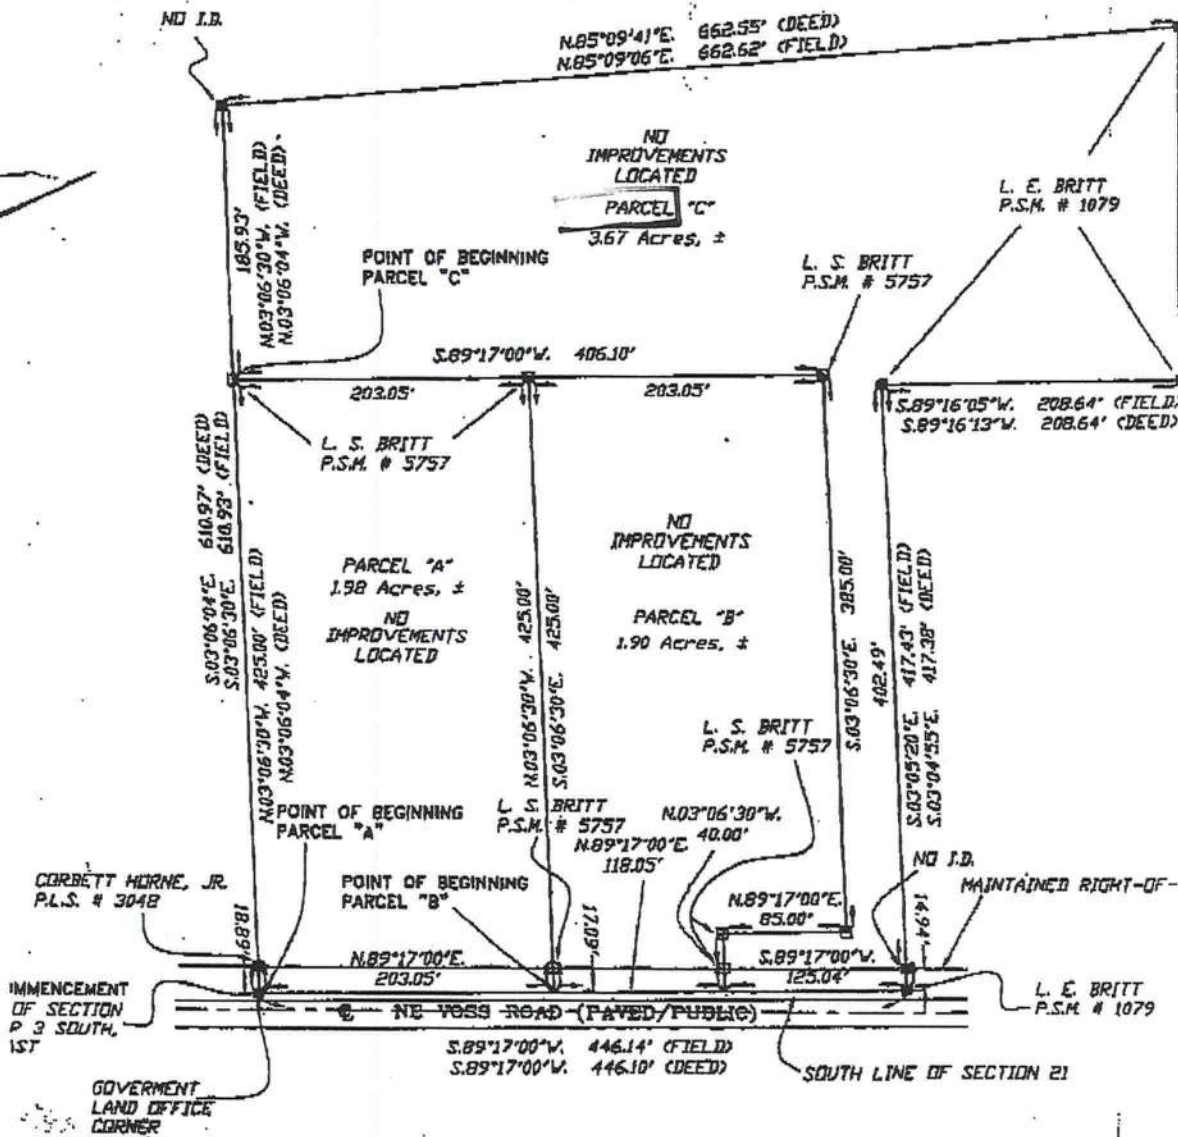 NO I.D.
N.85°09'41"E. 662.55' (DEED)
N.85°09'06"E. 662.62' (FIELD)
NO
IMPROVEMENTS
LOCATED
PARCEL "C"
3.67 Acres, ±
L. E. BRITT
P.S.M. # 1079
185.93'
N.03°06'30"W. (FIELD)
N.03°06'04"W. (DEED)
POINT OF BEGINNING
PARCEL "C"
L. S. BRITT
P.S.M. # 5757
S.89°17'00"W. 406.10'
203.05'
203.05'
S.89°16'05"W. 208.64' (FIELD)
S.89°16'13"W. 208.64' (DEED)
L. S. BRITT
P.S.M. # 5757
S.03°06'04"E. 610.97' (DEED)
S.03°06'30"E. 610.93' (FIELD)
N.03°06'30"W. 425.00' (FIELD)
N.03°06'04"W. (DEED)
PARCEL "A"
1.98 Acres, ±
NO
IMPROVEMENTS
LOCATED
N.03°06'30"W. 425.00'
S.03°06'30"E. 425.00'
NO
IMPROVEMENTS
LOCATED
PARCEL "B"
1.90 Acres, ±
S.03°06'30"E. 385.00'
402.49'
S.03°05'20"E. 417.43' (FIELD)
S.03°04'55"E. 417.38' (DEED)
L. S. BRITT
P.S.M. # 5757
POINT OF BEGINNING
PARCEL "A"
L. S. BRITT
P.S.M. # 5757
N.03°06'30"W.
40.00'
N.89°17'00"E.
118.05'
NO I.D.
MAINTAINED RIGHT-OF-
CORBETT HORNE, JR.
P.L.S. # 3048
POINT OF BEGINNING
PARCEL "B"
N.89°17'00"E.
85.00'
18.89'
17.09'
14.94'
N.89°17'00"E.
203.05'
S.89°17'00"W.
125.04'
MMENCEMENT
OF SECTION
P 3 SOUTH,
IST
L. E. BRITT
P.S.M. # 1079
℄ NE VOSS ROAD (PAVED/PUBLIC)
S.89°17'00"W. 446.14' (FIELD)
S.89°17'00"W. 446.10' (DEED)
SOUTH LINE OF SECTION 21
GOVERMENT
LAND OFFICE
CORNER